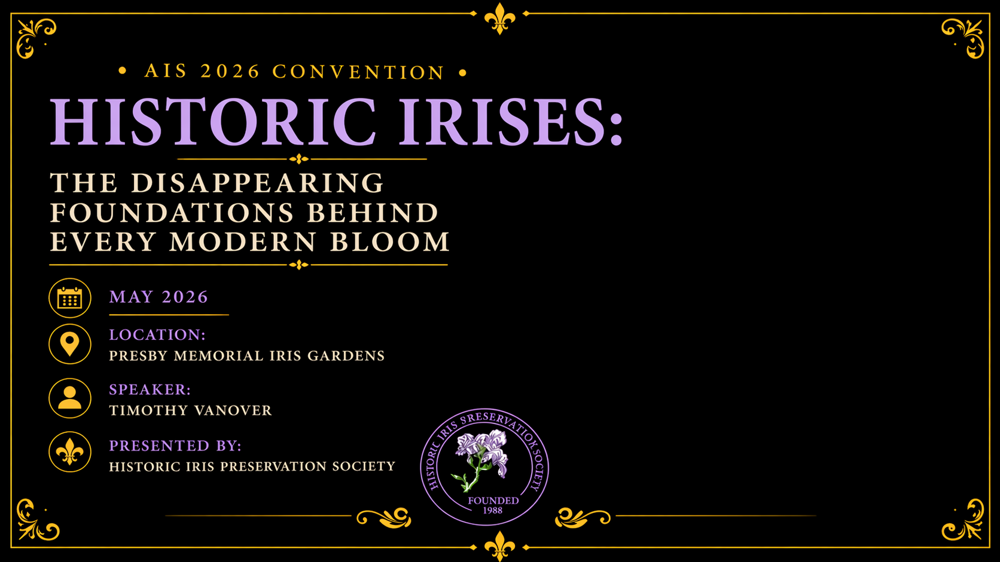 • AIS 2026 CONVENTION •
HISTORIC IRISES:
THE DISAPPEARING
FOUNDATIONS BEHIND
EVERY MODERN BLOOM
MAY 2026
LOCATION:
PRESBY MEMORIAL IRIS GARDENS
SPEAKER:
TIMOTHY VANOVER
PRESENTED BY:
HISTORIC IRIS PRESERVATION SOCIETY
HISTORIC IRIS SRESERVATIOK SOCIETY
FOUNDED
1988